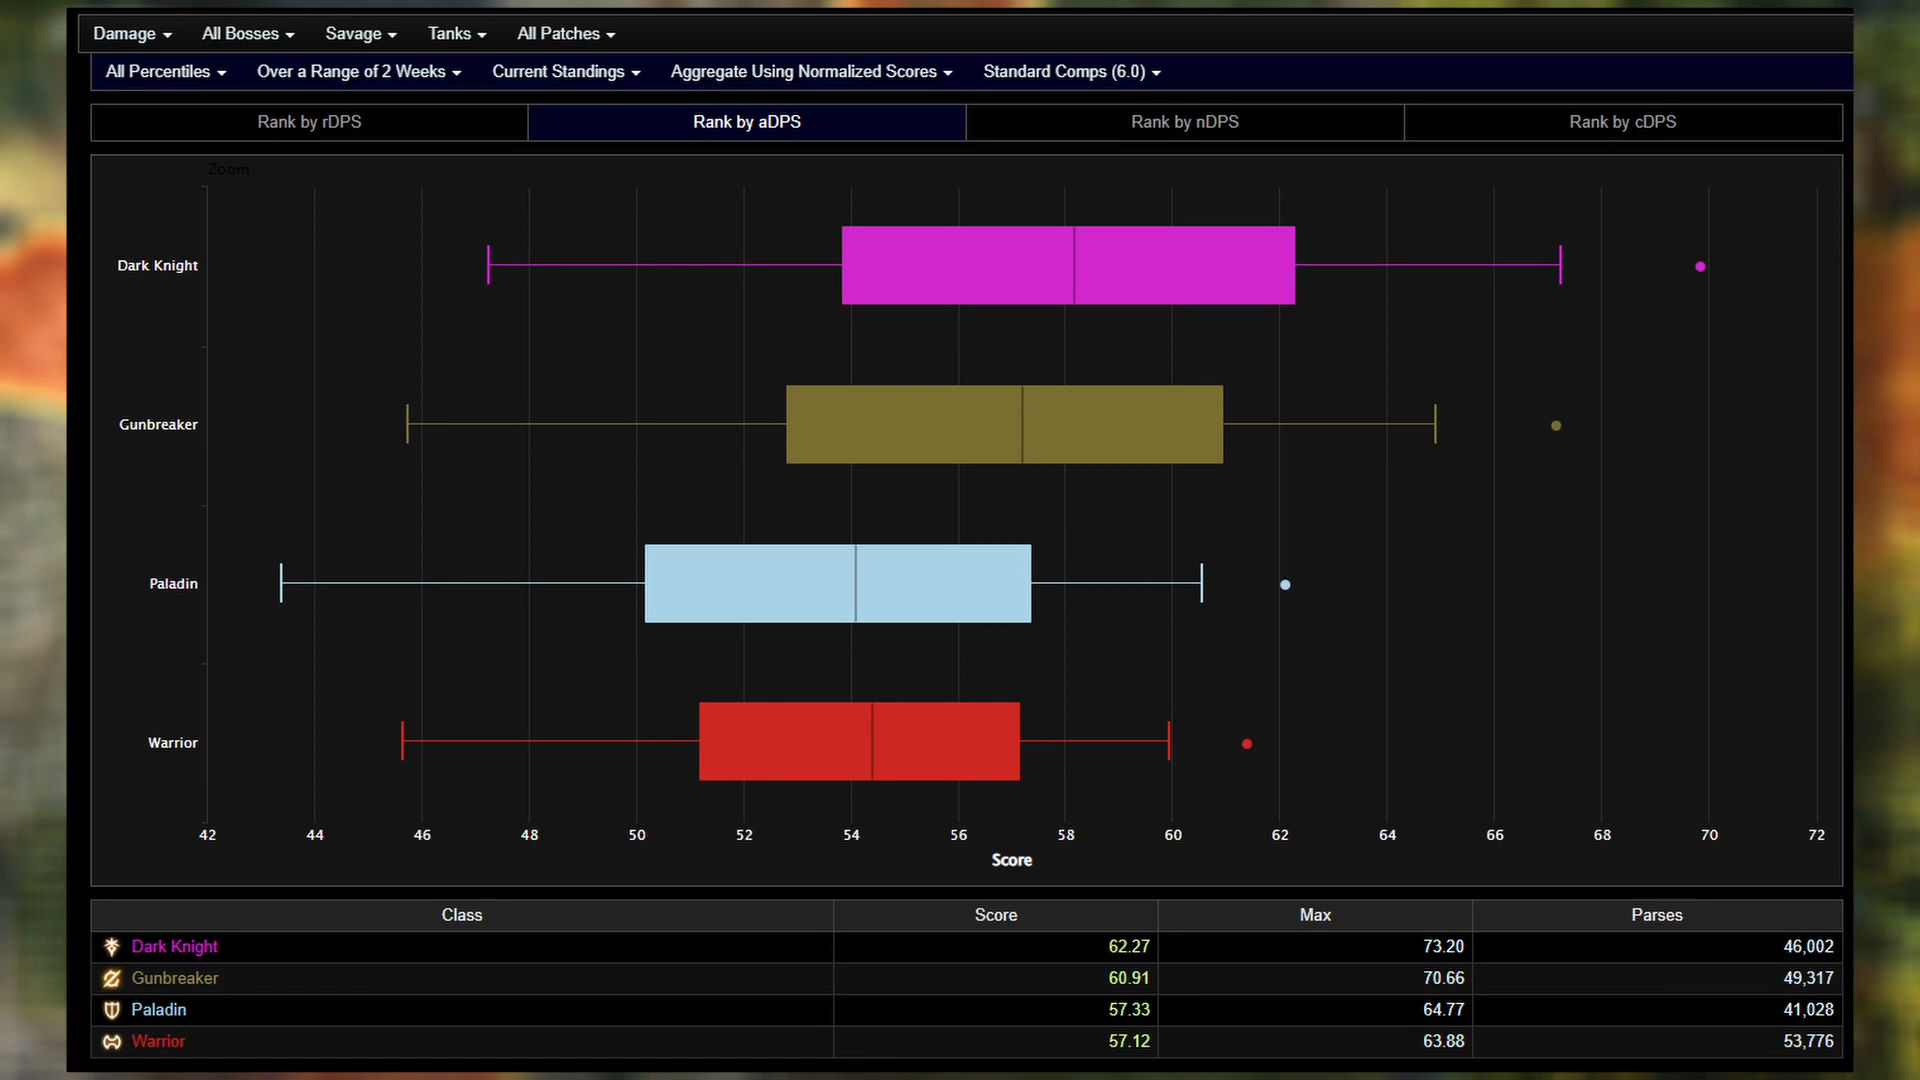 Damage All Bosses Savage Tanks All Patches
All Percentiles Over a Range of 2 Weeks Current Standings Aggregate Using Normalized Scores Standard Comps (6.0)
Rank by rDPS Rank by aDPS Rank by nDPS Rank by cDPS
Zoom
Dark Knight
Gunbreaker
Paladin
Warrior
42 44 46 48 50 52 54 56 58 60 62 64 66 68 70 72
Score
Class Score Max Parses
Dark Knight 62.27 73.20 46,002
Gunbreaker 60.91 70.66 49,317
Paladin 57.33 64.77 41,028
Warrior 57.12 63.88 53,776